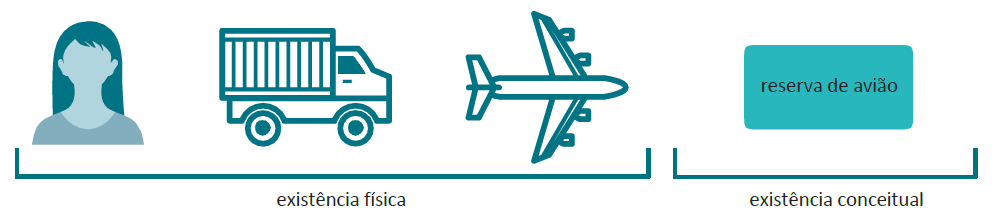 reserva de avião
existência física
existência conceitual